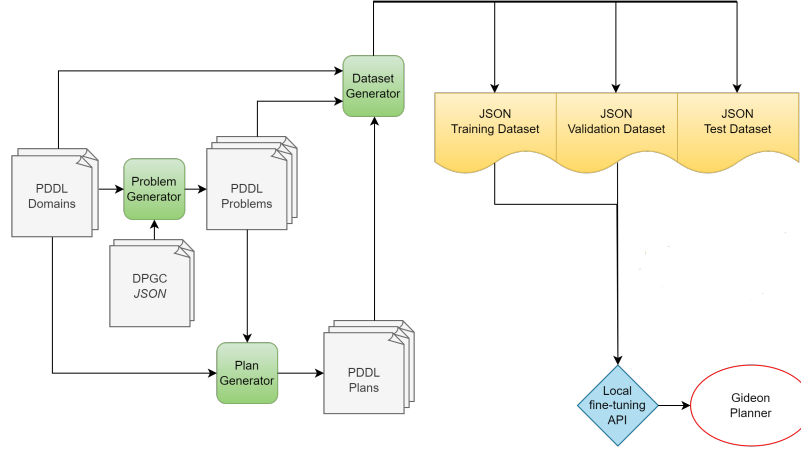 Dataset
Generator
JSON
Training Dataset
JSON
Validation Dataset
JSON
Test Dataset
PDDL
Domains
Problem
Generator
PDDL
Problems
DPGC
JSON
Plan
Generator
PDDL
Plans
Local
fine-tuning
API
Gideon
Planner